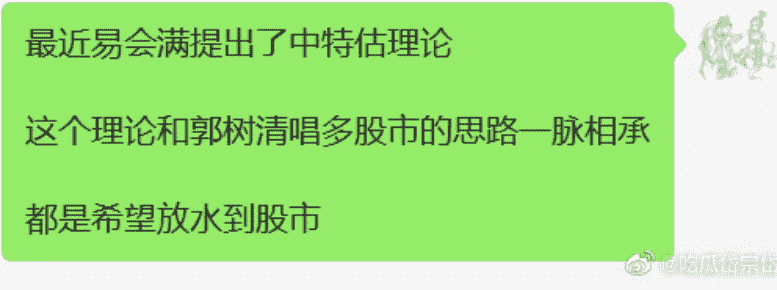 最近易会满提出了中特估理论
这个理论和郭树清唱多股市的思路一脉相承
都是希望放水到股市